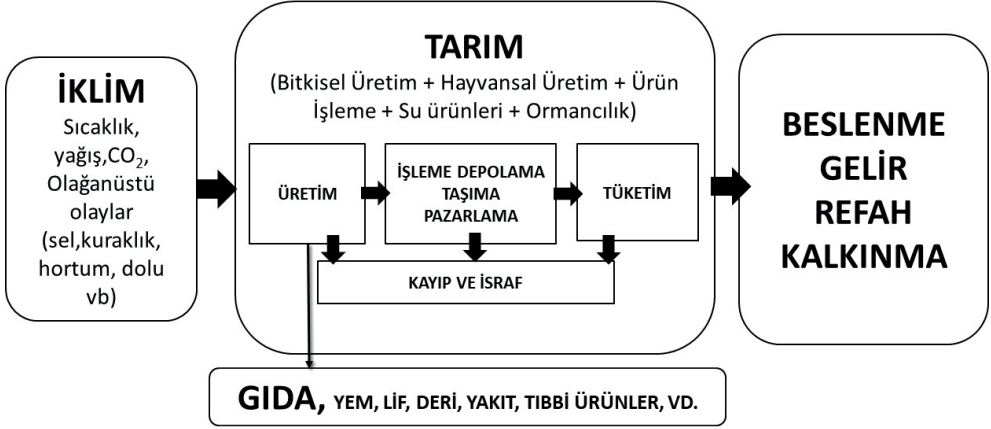 İKLİM
Sıcaklık,
yağış,CO₂,
Olağanüstü
olaylar
(sel,kuraklık,
hortum, dolu
vb)
TARIM
(Bitkisel Üretim + Hayvansal Üretim + Ürün
İşleme + Su ürünleri + Ormancılık)
ÜRETİM
İŞLEME DEPOLAMA
TAŞIMA
PAZARLAMA
TÜKETİM
KAYIP VE İSRAF
GIDA, YEM, LİF, DERİ, YAKIT, TIBBİ ÜRÜNLER, VD.
BESLENME
GELİR
REFAH
KALKINMA